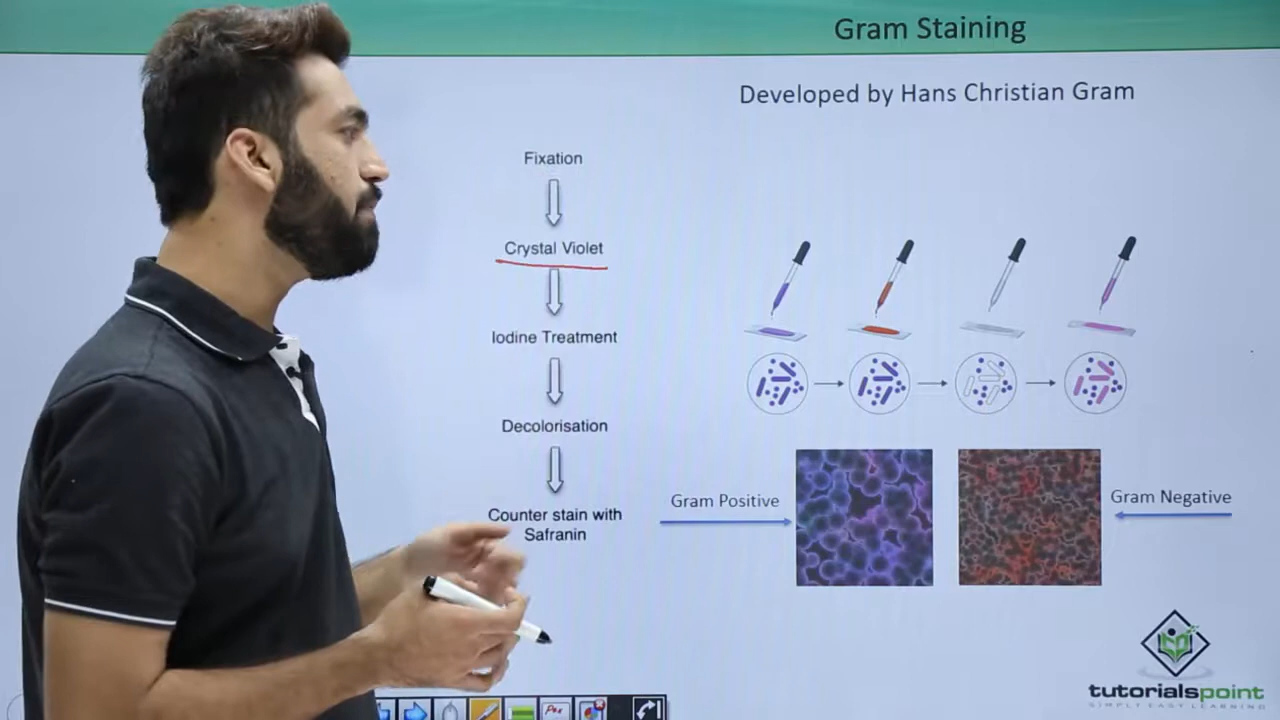 Gram Staining
Developed by Hans Christian Gram
Fixation
Crystal Violet
Iodine Treatment
Decolorisation
Counter stain with
Safranin
Gram Positive
Gram Negative
tutorialspoint
SIMPLY EASY LEARNING
Pen